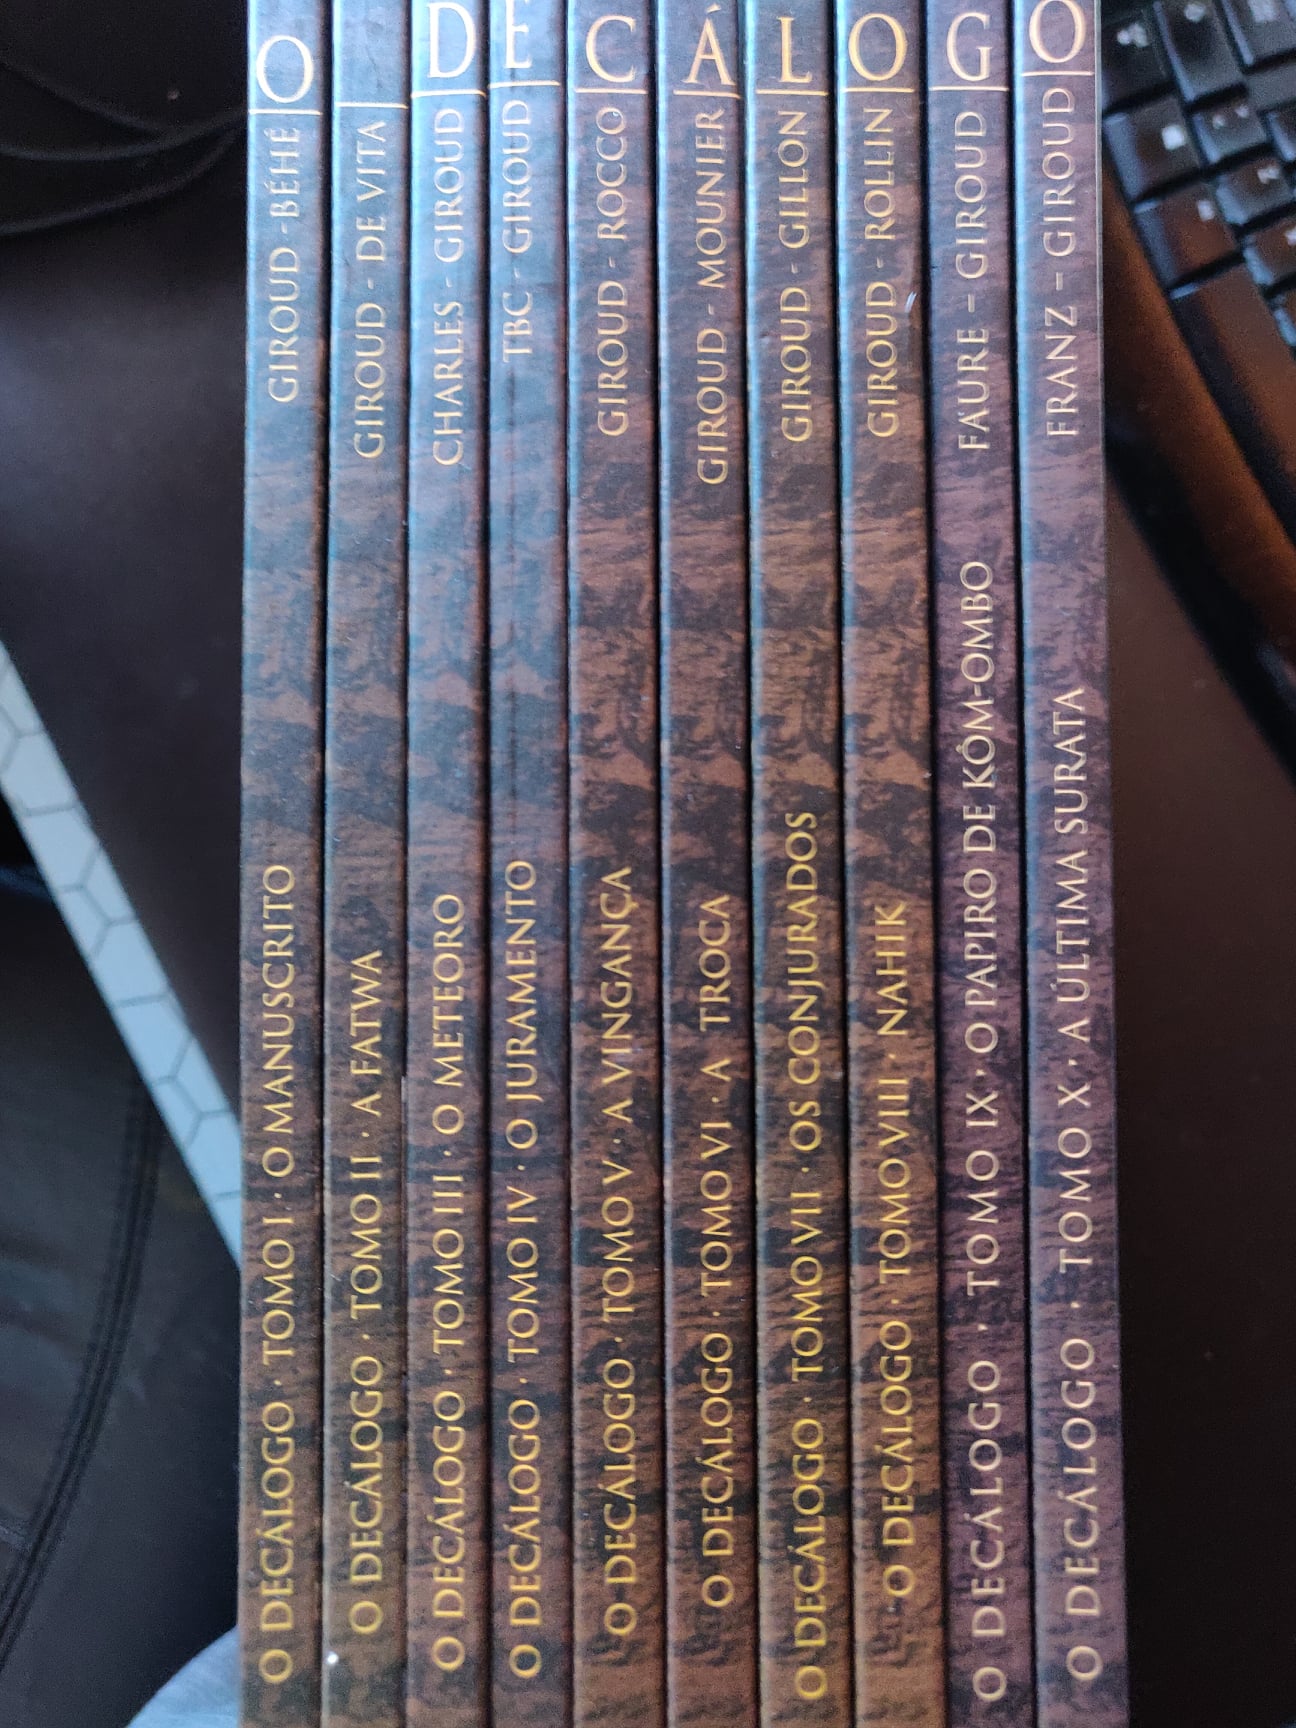 O
GIROUD - BÉHÉ
O DECÁLOGO · TOMO I · O MANUSCRITO
GIROUD - DE VITA
O DECÁLOGO · TOMO II · A FATWA
D
CHARLES - GIROUD
O DECÁLOGO · TOMO III · O METEORO
E
TBC - GIROUD
O DECÁLOGO · TOMO IV · O JURAMENTO
C
GIROUD - ROCCO
O DECÁLOGO · TOMO V · A VINGANÇA
Á
GIROUD - MOUNIER
O DECÁLOGO · TOMO VI · A TROCA
L
GIROUD - GILLON
O DECÁLOGO · TOMO VII · OS CONJURADOS
O
GIROUD - ROLLIN
O DECÁLOGO · TOMO VIII · NAHIK
G
FAURE - GIROUD
O DECÁLOGO · TOMO IX · O PAPIRO DE KÔM-OMBO
O
FRANZ - GIROUD
O DECÁLOGO · TOMO X · A ÚLTIMA SURATA